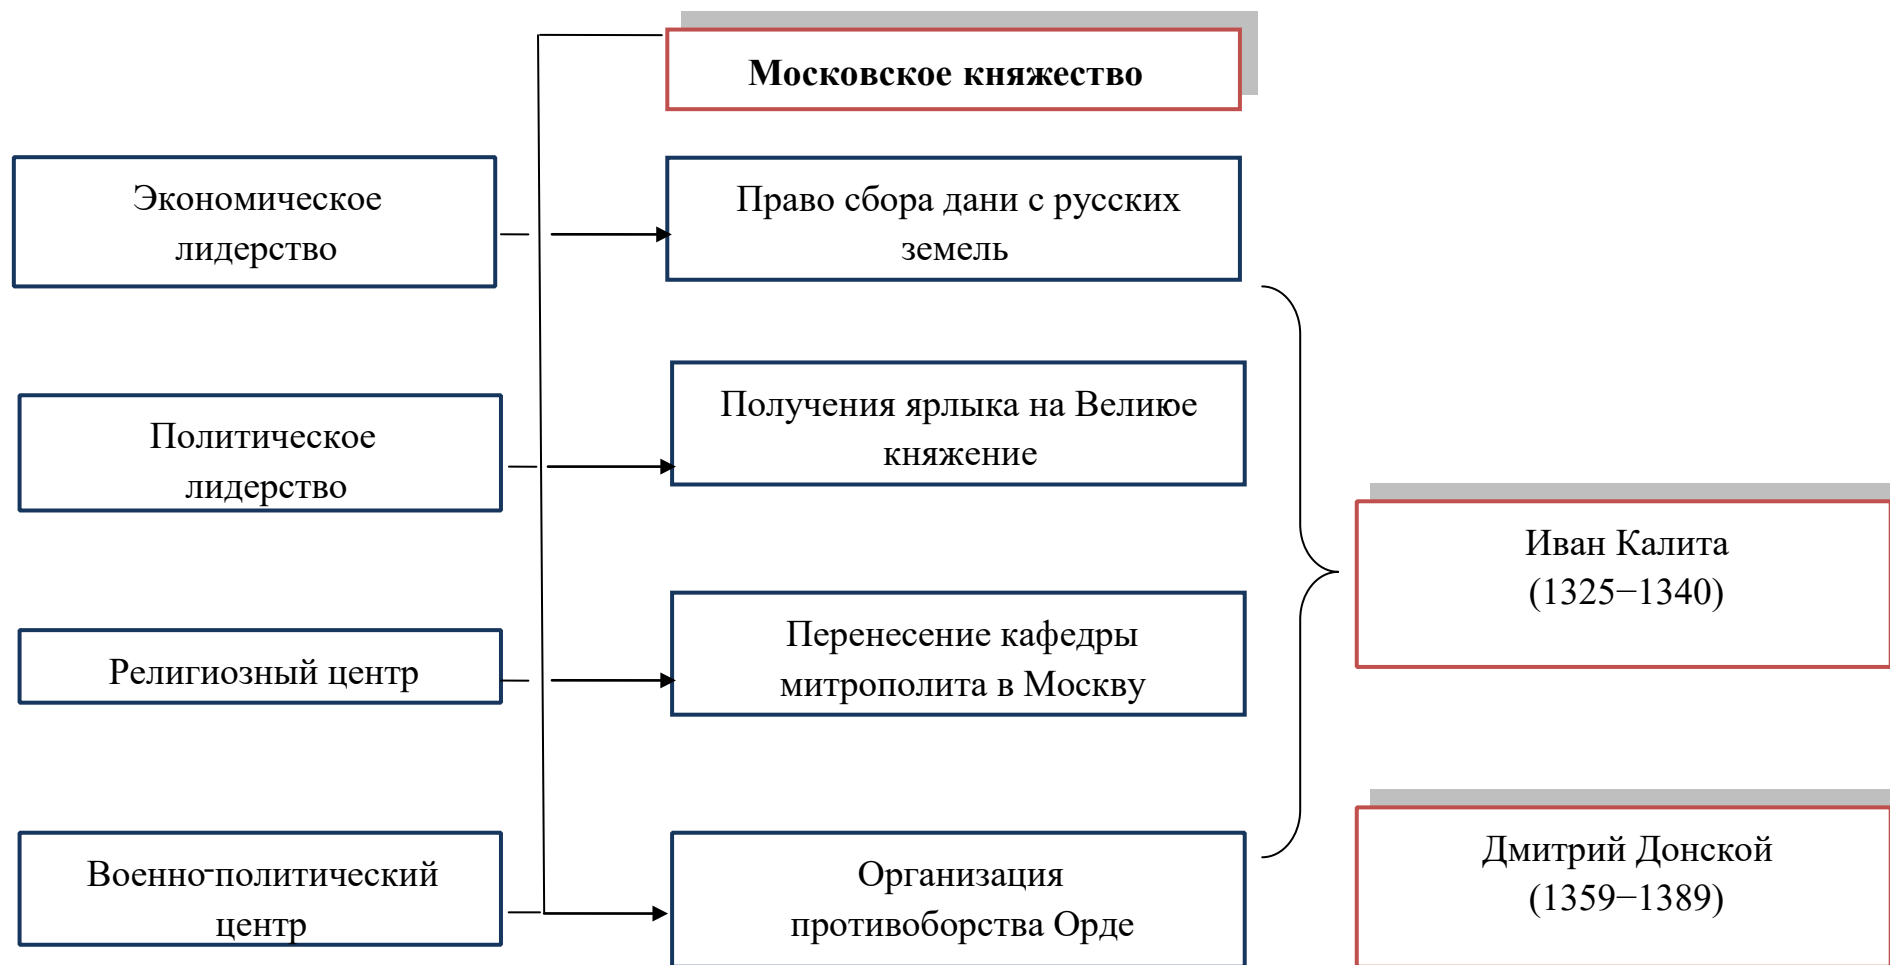 Московское княжество
Экономическое
лидерство
Право сбора дани с русских
земель
Политическое
лидерство
Получения ярлыка на Великое
княжение
Иван Калита
(1325−1340)
Религиозный центр
Перенесение кафедры
митрополита в Москву
Военно-политический
центр
Организация
противоборства Орде
Дмитрий Донской
(1359−1389)